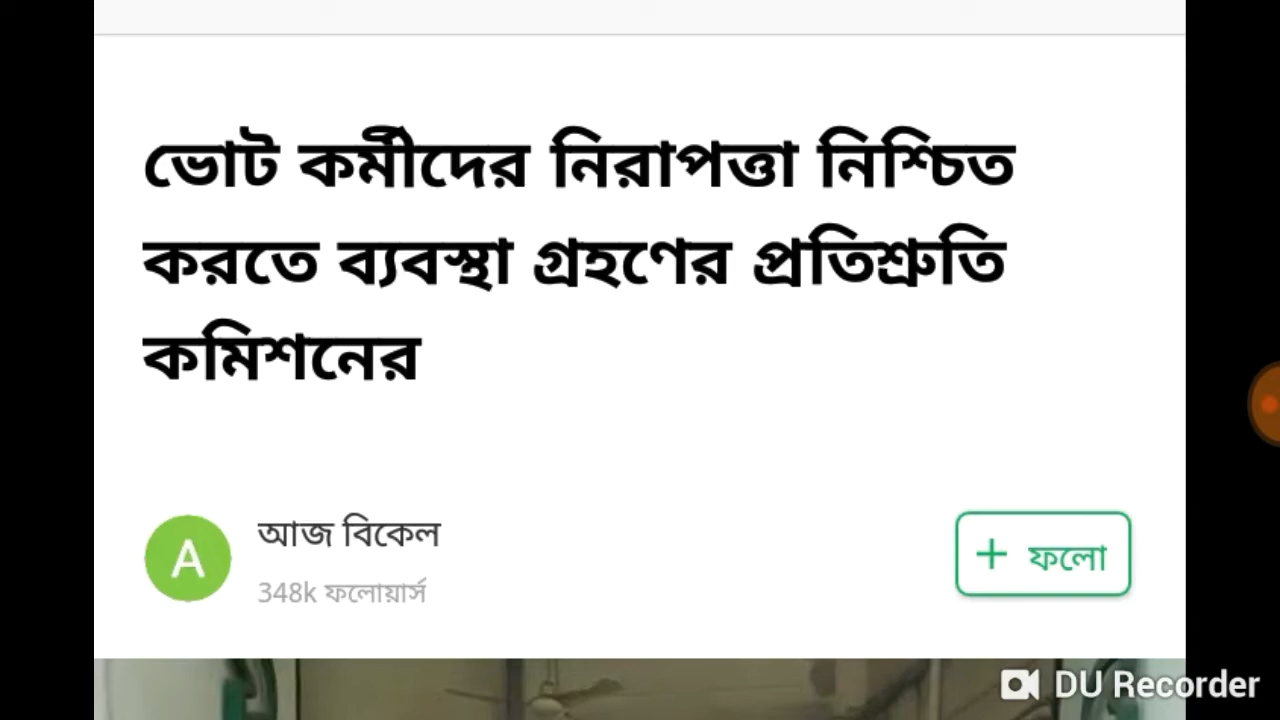 ভোট কর্মীদের নিরাপত্তা নিশ্চিত
করতে ব্যবস্থা গ্রহণের প্রতিশ্রুতি
কমিশনের
A
আজ বিকেল
348k ফলোয়ার্স
+ ফলো
DU Recorder